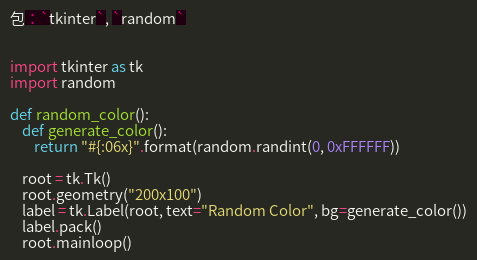 包：`tkinter`, `random`
import tkinter as tk
import random
def random_color():
    def generate_color():
        return "#{:06x}".format(random.randint(0, 0xFFFFFF))
    root = tk.Tk()
    root.geometry("200x100")
    label = tk.Label(root, text="Random Color", bg=generate_color())
    label.pack()
    root.mainloop()